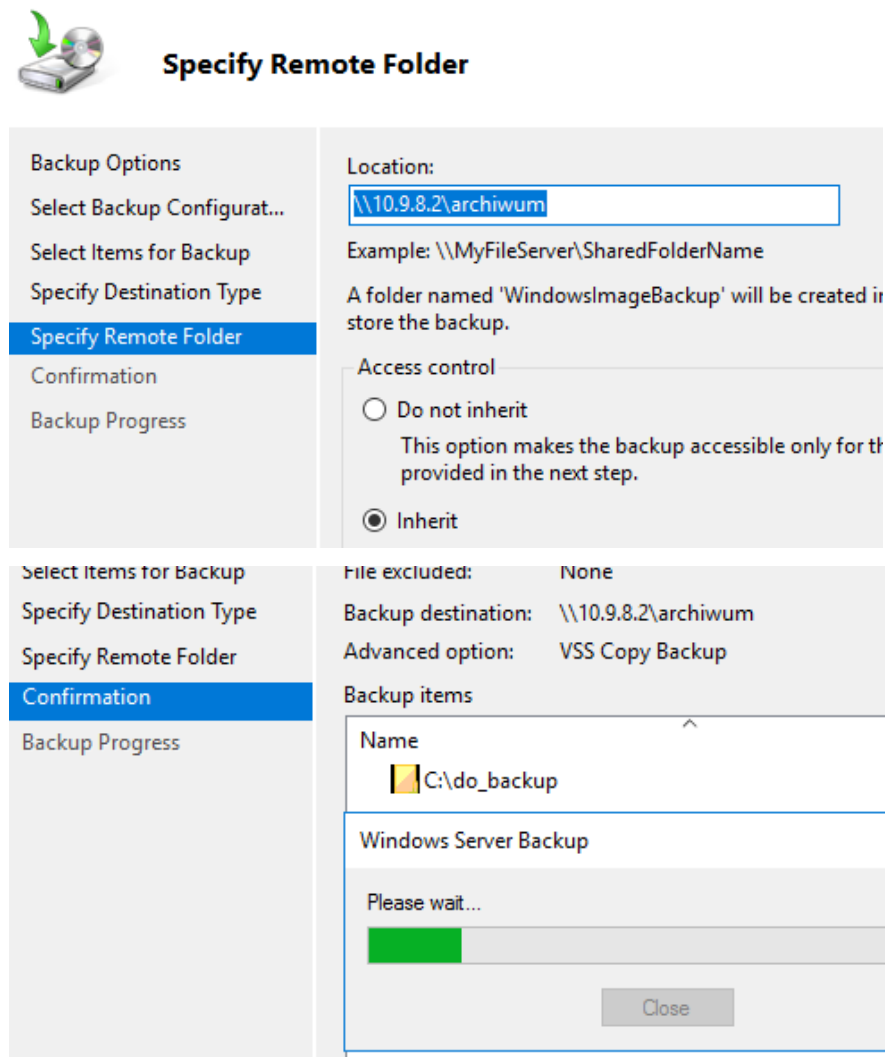 Specify Remote Folder
Backup Options
Select Backup Configurat...
Select Items for Backup
Specify Destination Type
Specify Remote Folder
Confirmation
Backup Progress
Location:
\\10.9.8.2\archiwum
Example: \\MyFileServer\SharedFolderName
A folder named 'WindowsImageBackup' will be created
store the backup.
Access control
Do not inherit
This option makes the backup accessible only for
provided in the next step.
Inherit
Select Items for Backup
Specify Destination Type
Specify Remote Folder
Confirmation
Backup Progress
File excluded: None
Backup destination: \\10.9.8.2\archiwum
Advanced option: VSS Copy Backup
Backup items
Name
C:\do_backup
Windows Server Backup
Please wait...
Close